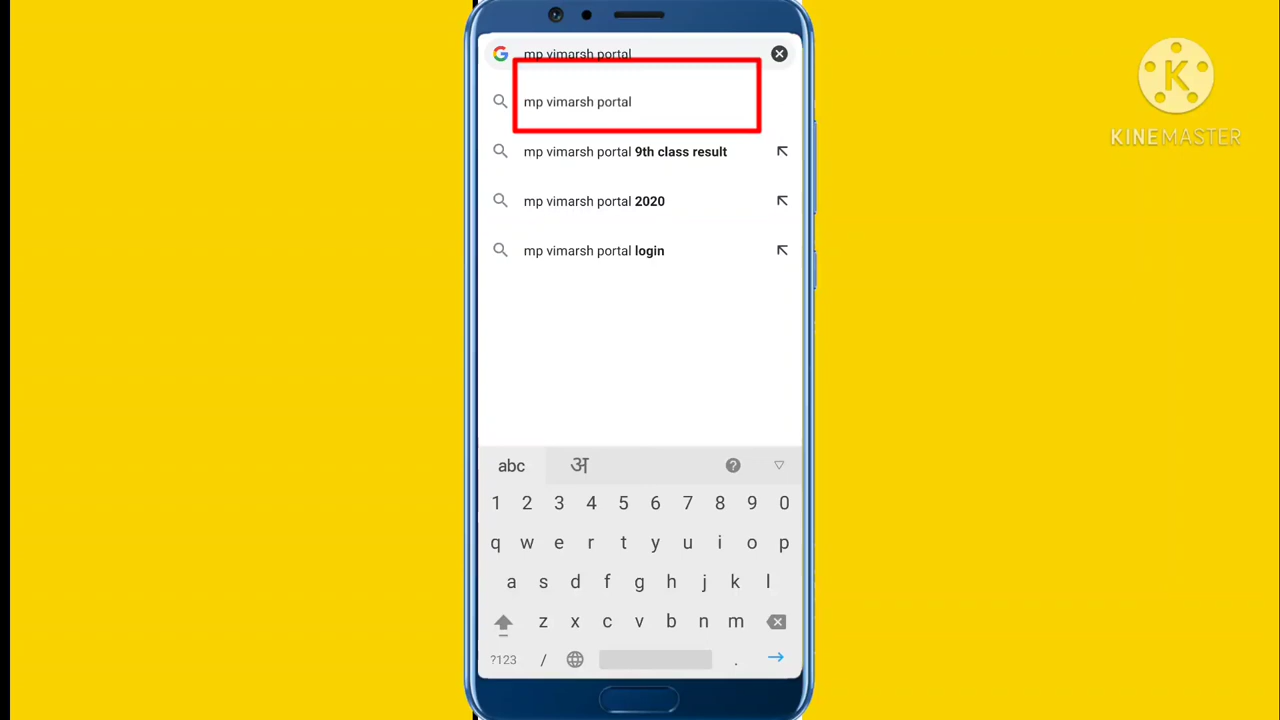 mp vimarsh portal
mp vimarsh portal
mp vimarsh portal 9th class result
mp vimarsh portal 2020
mp vimarsh portal login
K
KINEMASTER
abc अ ?
1 2 3 4 5 6 7 8 9 0
q w e r t y u i o p
a s d f g h j k l
z x c v b n m
?123 / .